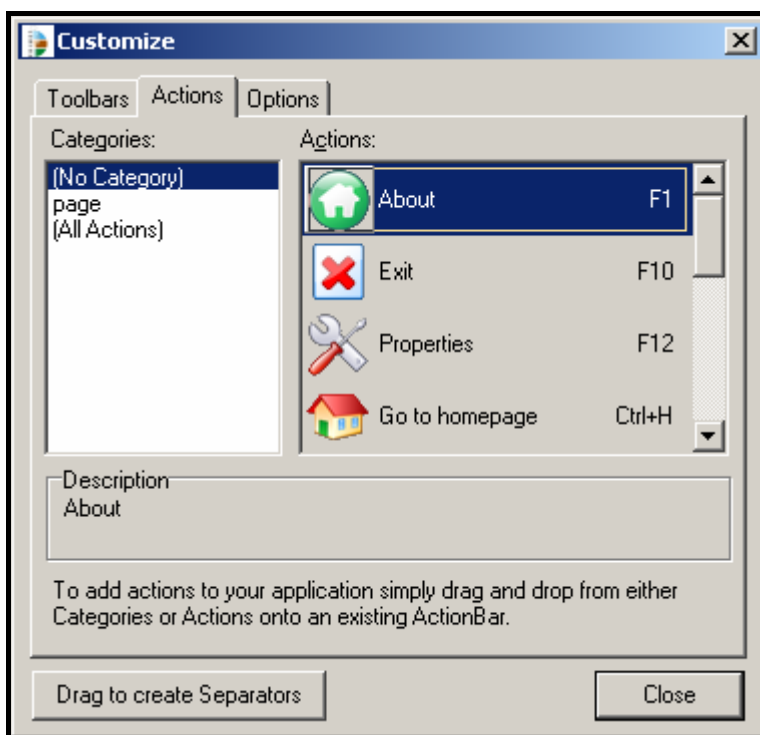 Customize
Toolbars Actions Options
Categories:
Actions:
(No Category)
page
(All Actions)
About F1
Exit F10
Properties F12
Go to homepage Ctrl+H
Description
About
To add actions to your application simply drag and drop from either
Categories or Actions onto an existing ActionBar.
Drag to create Separators
Close